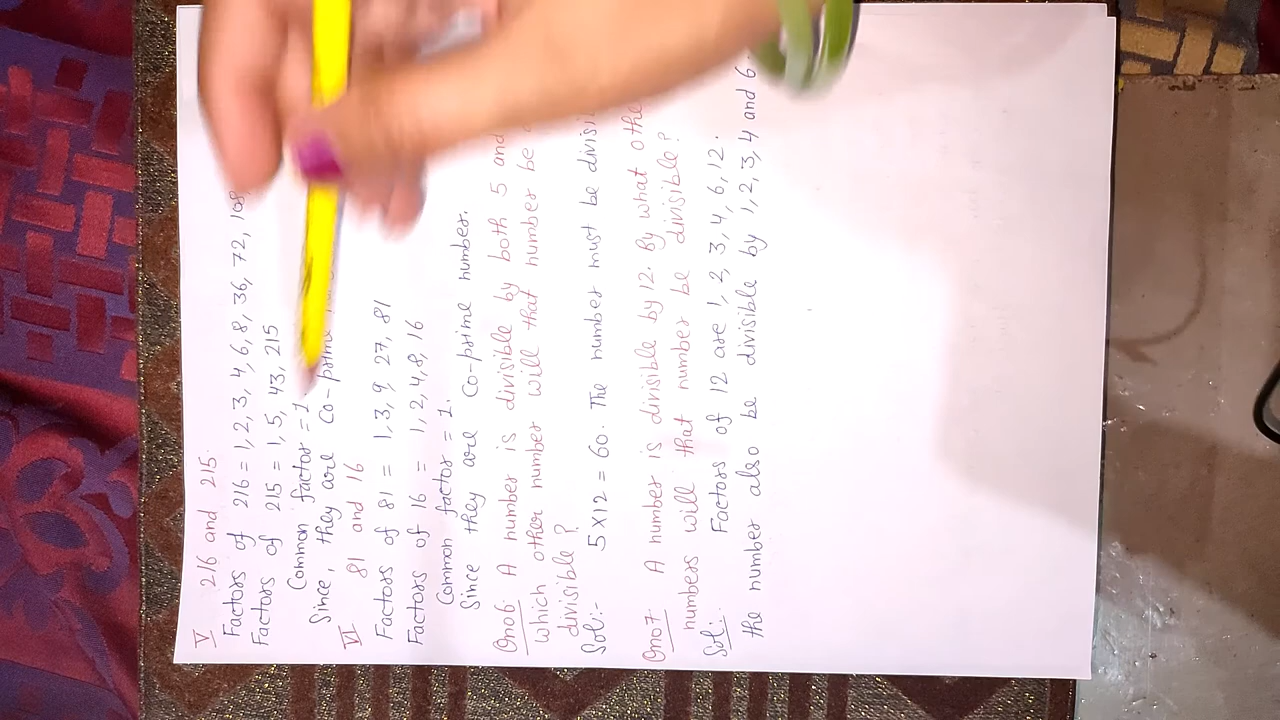 V 216 and 215.
Factors of 216 = 1, 2, 3, 4, 6, 8, 36, 72, 108
Factors of 215 = 1, 5, 43, 215
Common factor = 1
Since, they are Co-prime
VI 81 and 16
Factors of 81 = 1, 3, 9, 27, 81
Factors of 16 = 1, 2, 4, 8, 16
Common factor = 1.
Since they are Co-prime number.
Qno6. A number is divisible by both 5 and
which other number will that number be
divisible?
Sol:- 5×12 = 60. The number must be
Qno7. A number is divisible by 12. By what
numbers will that number be divisible?
Sol:. Factors of 12 are 1, 2, 3, 4, 6, 12.
the number also be divisible by 1, 2, 3, 4 and 6.